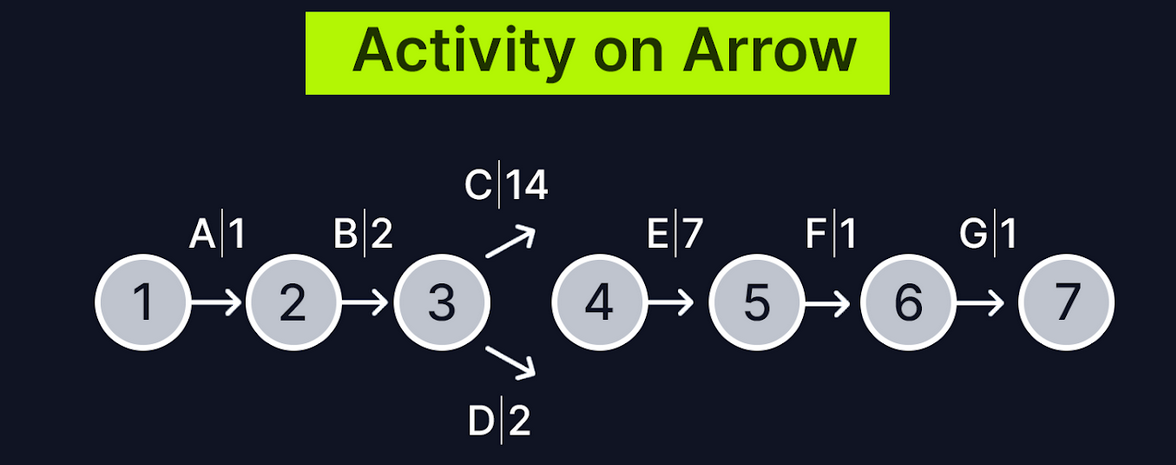 Activity on Arrow
C|14
A|1 B|2 E|7 F|1 G|1
1 2 3 4 5 6 7
D|2